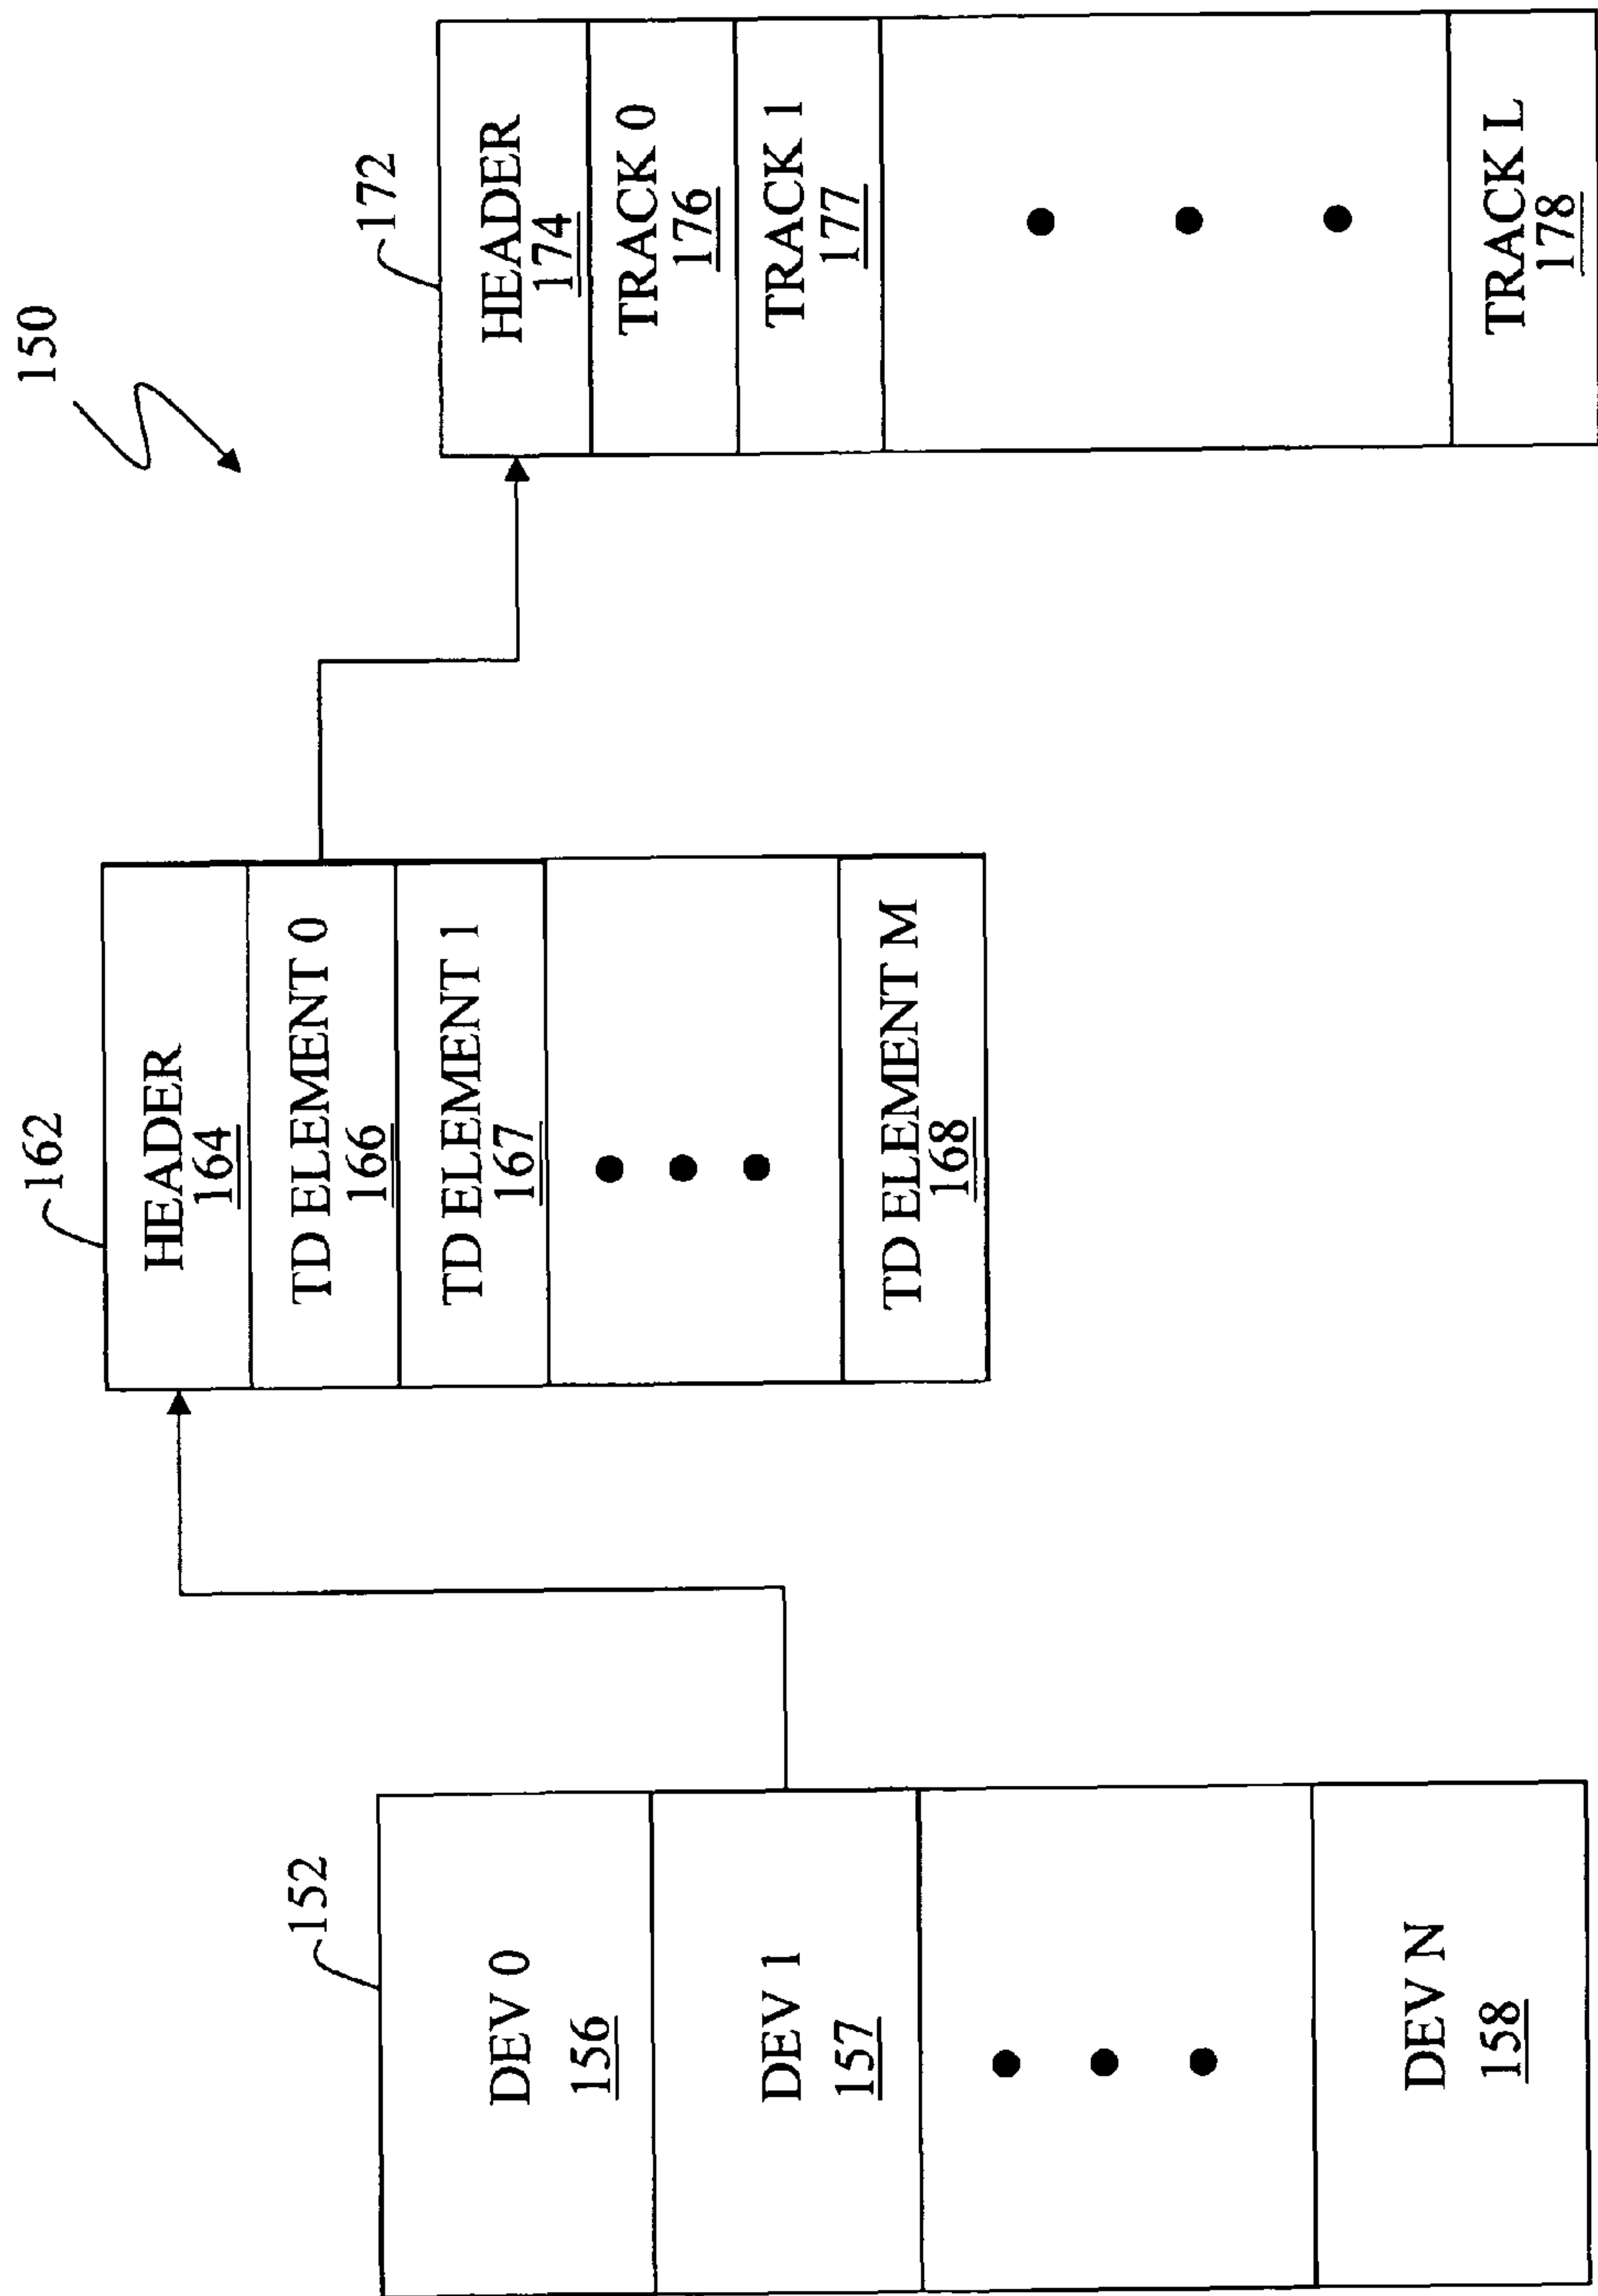 150
152
DEV 0
156
DEV 1
157
DEV N
158
162
HEADER
164
TD ELEMENT 0
166
TD ELEMENT 1
167
TD ELEMENT M
168
172
HEADER
174
TRACK 0
176
TRACK 1
177
TRACK L
178